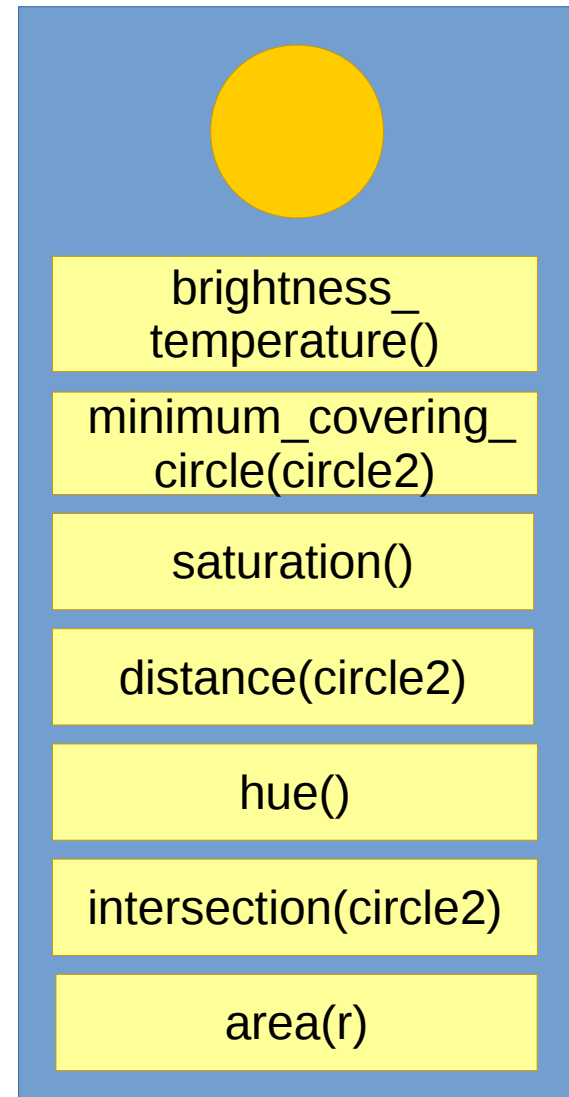 brightness_
temperature()
minimum_covering_
circle(circle2)
saturation()
distance(circle2)
hue()
intersection(circle2)
area(r)